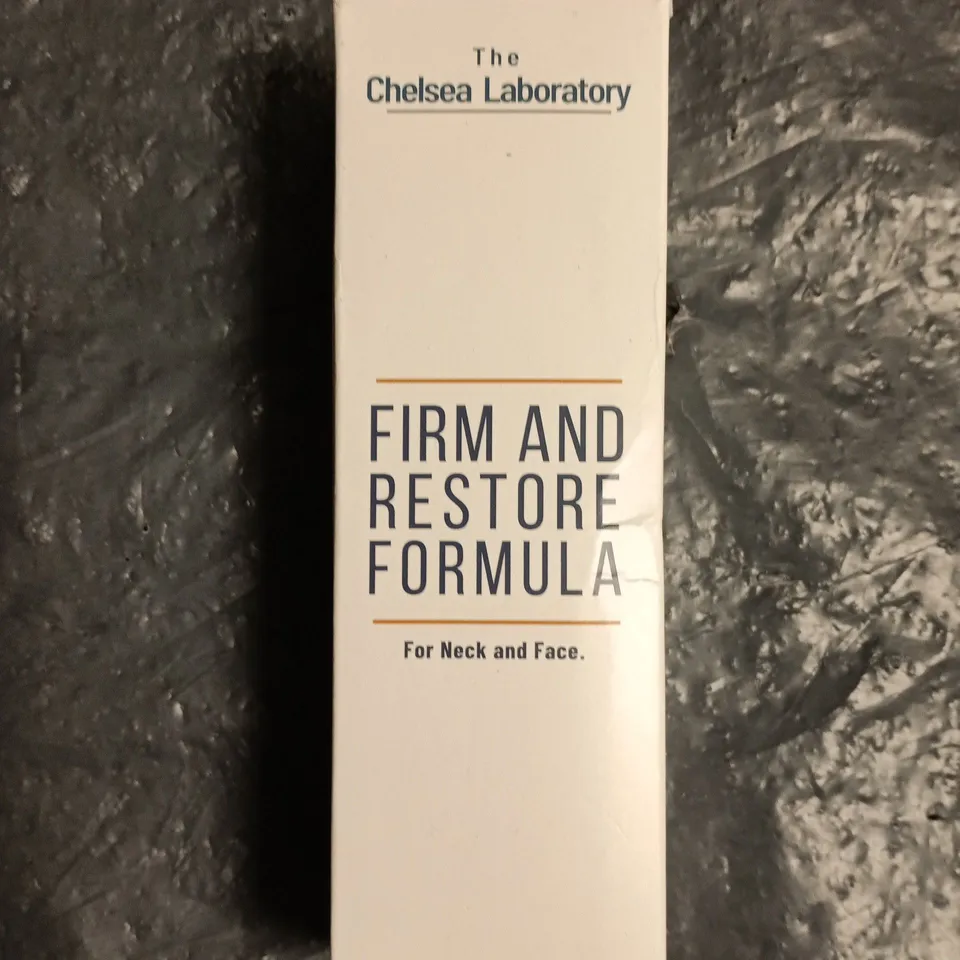 The
Chelsea Laboratory
FIRM AND
RESTORE
FORMULA
For Neck and Face.